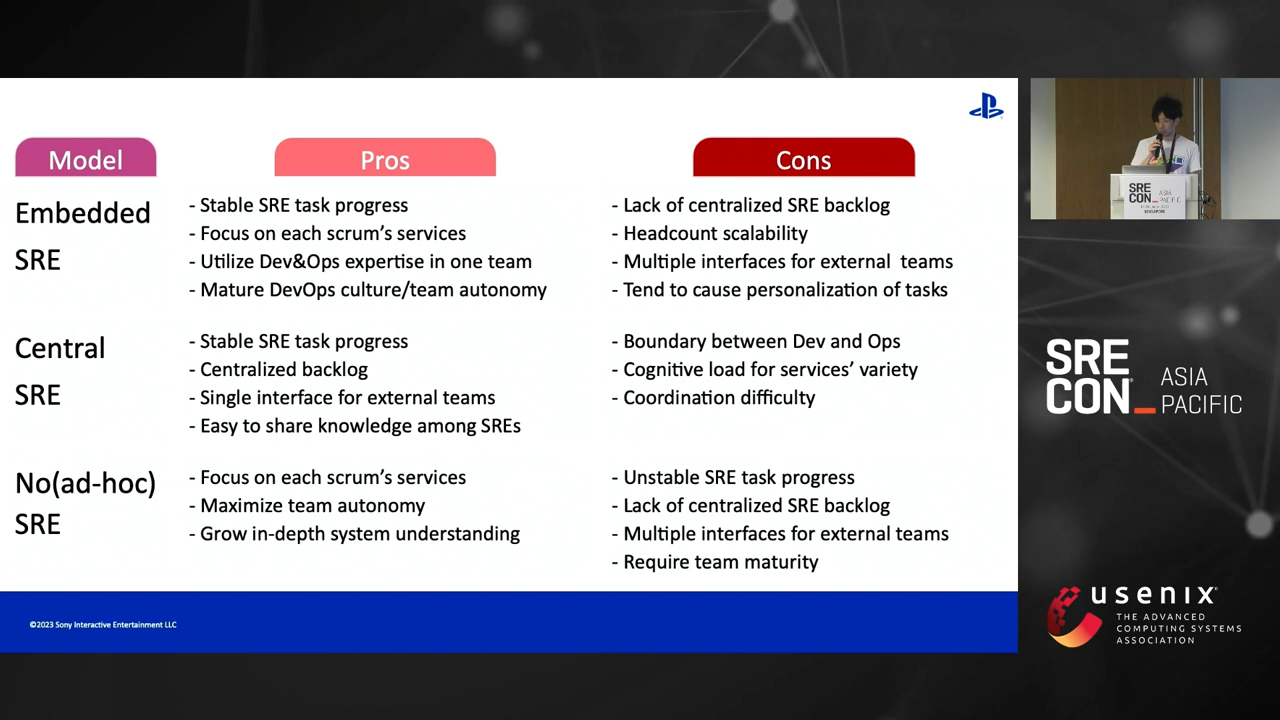 Model
Pros
Cons
Embedded
SRE
- Stable SRE task progress
- Focus on each scrum's services
- Utilize Dev&Ops expertise in one team
- Mature DevOps culture/team autonomy
- Lack of centralized SRE backlog
- Headcount scalability
- Multiple interfaces for external  teams
- Tend to cause personalization of tasks
Central
SRE
- Stable SRE task progress
- Centralized backlog
- Single interface for external teams
- Easy to share knowledge among SREs
- Boundary between Dev and Ops
- Cognitive load for services' variety
- Coordination difficulty
No(ad-hoc)
SRE
- Focus on each scrum's services
- Maximize team autonomy
- Grow in-depth system understanding
- Unstable SRE task progress
- Lack of centralized SRE backlog
- Multiple interfaces for external teams
- Require team maturity
©2023 Sony Interactive Entertainment LLC
SRE
CON_
ASIA
PACIFIC
SINGAPORE
SRE
CON_
ASIA
PACIFIC
usenix
THE ADVANCED
COMPUTING SYSTEMS
ASSOCIATION